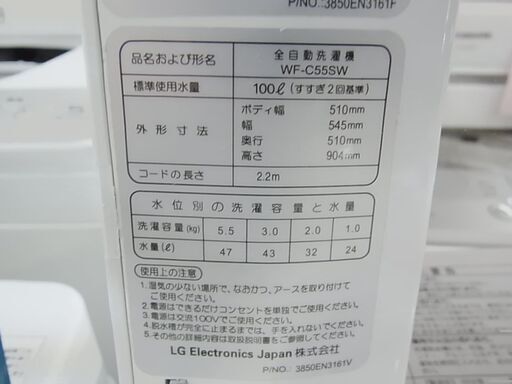 P/NO.: 3850EN3161F
品名および形名 全自動洗濯機
WF-C55SW
標準使用水量 100ℓ (すすぎ2回基準)
外形寸法 ボディ幅 510mm
幅 545mm
奥行 510mm
高さ 904mm
コードの長さ 2.2m
水位別の洗濯容量と水量
洗濯容量(kg) 5.5 3.0 2.0 1.0
水量(ℓ) 47 43 32 24
使用上の注意
1.湿気の少ない場所で、なおかつ、アースを取り付けて
ご使用ください。
2.電源はできるだけコンセントを単独でご使用ください。
3.電源は交流100Vでご使用ください。
4.脱水槽が完全に止まるまでは、手を入れないでください。
5.その他の詳細内容は取扱説明書をご参照してください。
LG Electronics Japan 株式会社
P/NO.: 3850EN3161V